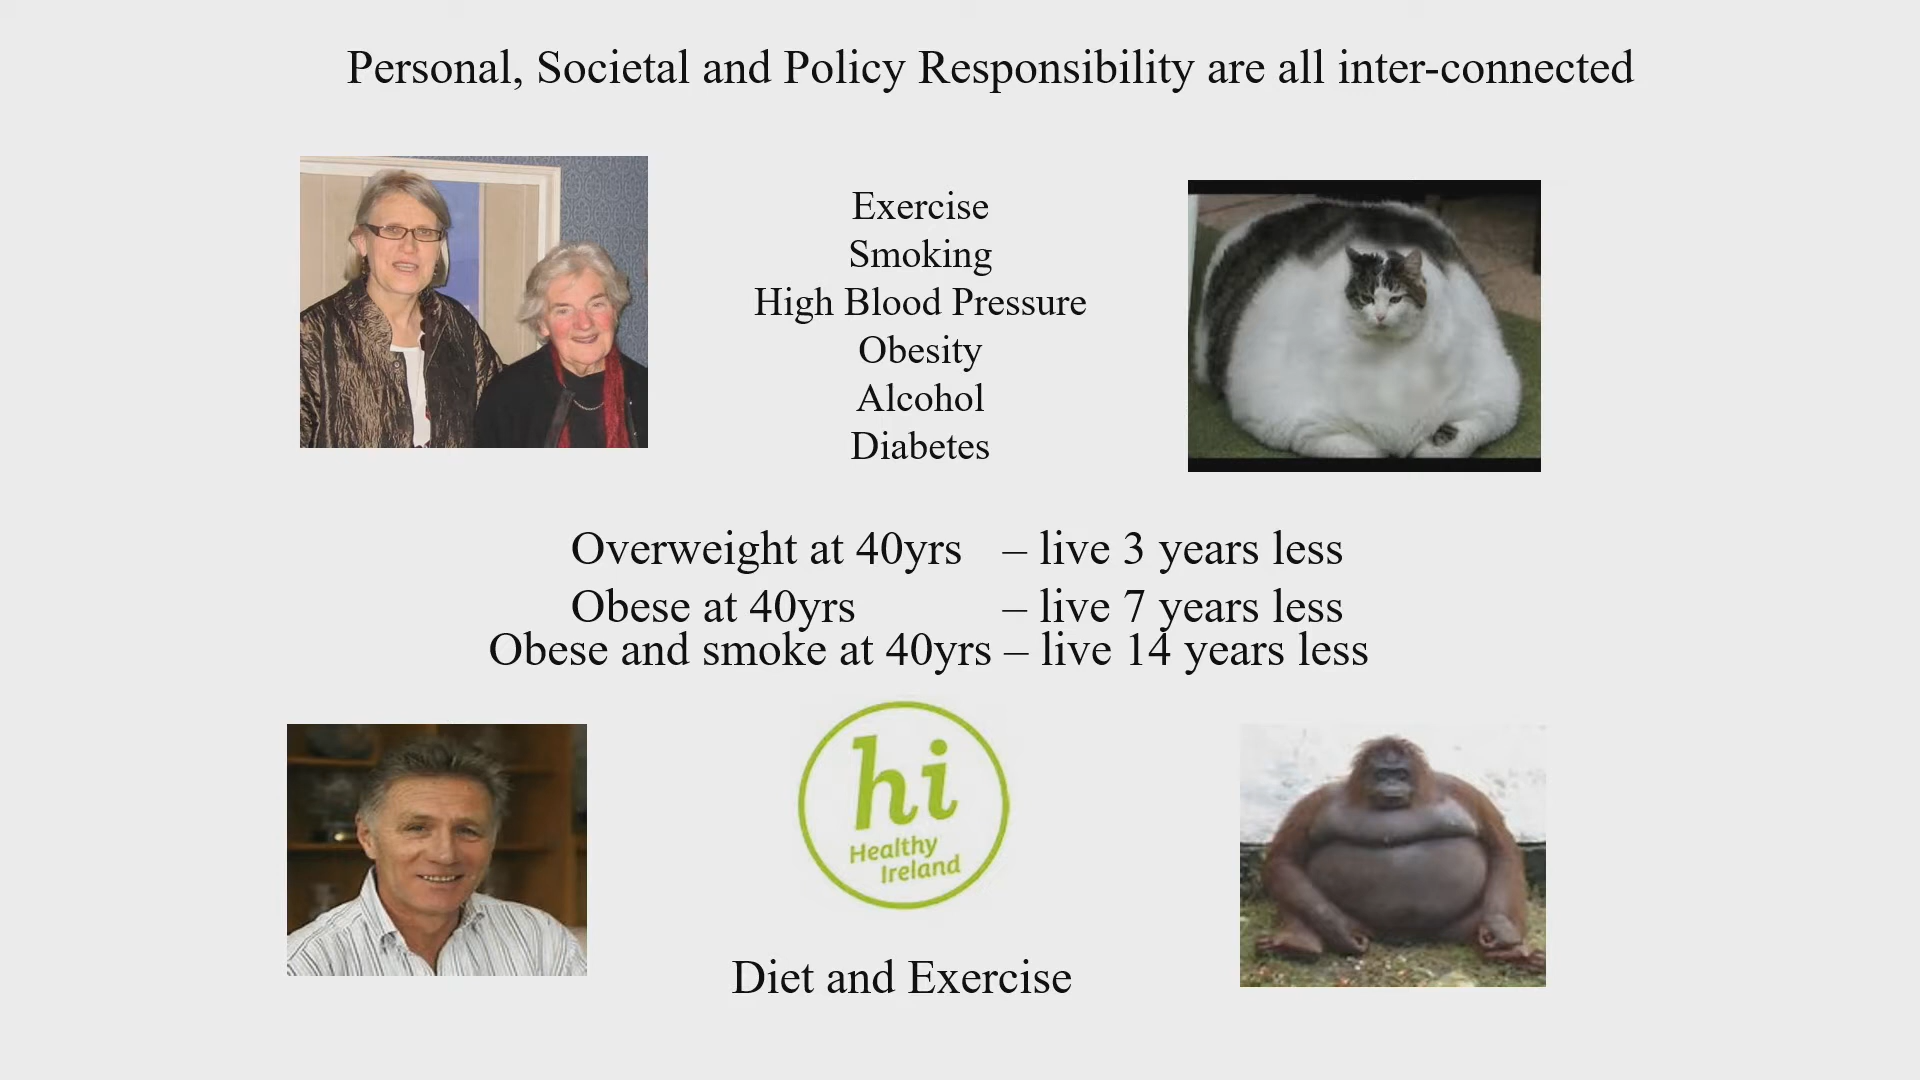 Personal, Societal and Policy Responsibility are all inter-connected
Exercise
Smoking
High Blood Pressure
Obesity
Alcohol
Diabetes
Overweight at 40yrs – live 3 years less
Obese at 40yrs – live 7 years less
Obese and smoke at 40yrs – live 14 years less
hi
Healthy
Ireland
Diet and Exercise